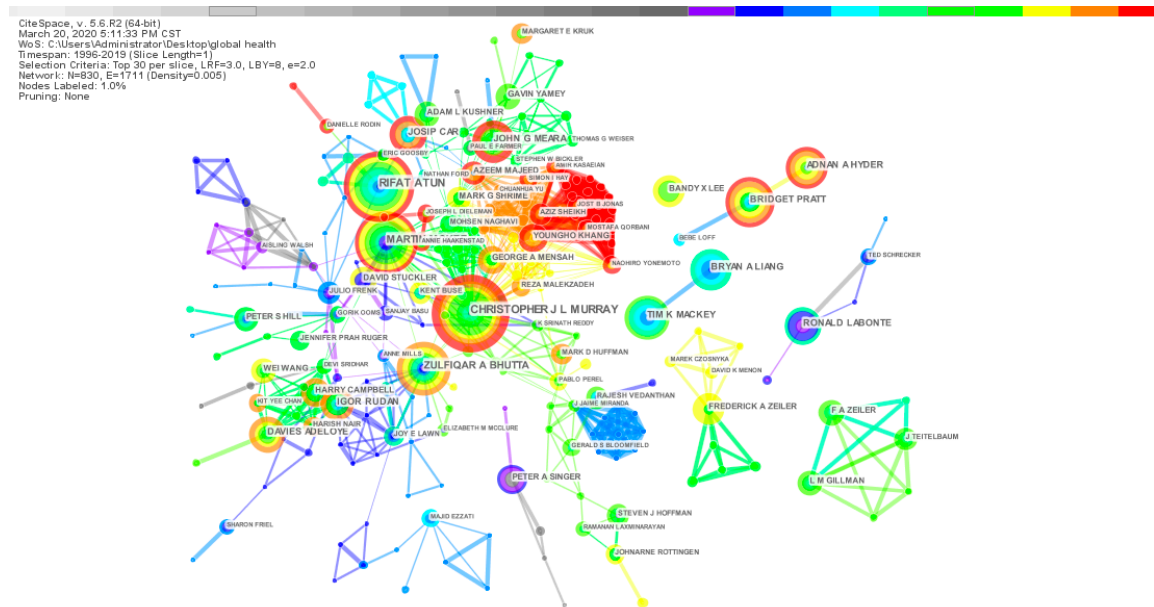 CiteSpace, v. 5.6.R2 (64-bit)
March 20, 2020 5:11:33 PM CST
WoS: C:\Users\Administrator\Desktop\global health
Timespan: 1996-2019 (Slice Length=1)
Selection Criteria: Top 30 per slice, LRF=3.0, LBY=8, e=2.0
Network: N=830, E=1711 (Density=0.005)
Nodes Labeled: 1.0%
Pruning: None
MARGARET E KRUK
GAVIN YAMEY
ADAM L KUSHNER
DANIELLE RODIN
JOSIP CAR
JOHN G MEARA
THOMAS G WEISER
PAUL E FARMER
ERIC GOOSBY
STEPHEN W BICKLER
AMIR KASAEIAN
ADNAN A HYDER
NATHAN FORD
AZEEM MAJEED
SIMON I HAY
RIFAT ATUN
CHUANHUA YU
BANDY X LEE
MARK G SHRIME
BRIDGET PRATT
JOSEPH L DIELEMAN
AZIZ SHEIKH
JOST B JONAS
MOHSEN NAGHAVI
MOSTAFA QORBANI
MARTI
ANNIE HAAKENSTAD
YOUNGHO KHANG
BEBE LOFF
AISLING WALSH
GEORGE A MENSAH
NAOHIRO YONEMOTO
TED SCHRECKER
BRYAN A LIANG
DAVID STUCKLER
REZA MALEKZADEH
JULIO FRENK
KENT BUSE
CHRISTOPHER J L MURRAY
GORIK OOMS
SANJAY BASU
PETER S HILL
TIM K MACKEY
RONALD LABONTE
K SRINATH REDDY
JENNIFER PRAH RUGER
MARK D HUFFMAN
ANNE MILLS
MAREK CZOSNYKA
DEVI SRIDHAR
ZULFIQAR A BHUTTA
WEI WANG
DAVID K MENON
PABLO PEREL
HARRY CAMPBELL
RAJESH VEDANTHAN
KIT YEE CHAN
IGOR RUDAN
J JAIME MIRANDA
FREDERICK A ZEILER
F A ZEILER
HARISH NAIR
ELIZABETH M MCCLURE
DAVIES ADELOYE
JOY E LAWN
J TEITELBAUM
GERALD S BLOOMFIELD
PETER A SINGER
L M GILLMAN
STEVEN J HOFFMAN
MAJID EZZATI
SHARON FRIEL
RAMANAN LAXMINARAYAN
JOHNARNE ROTTINGEN